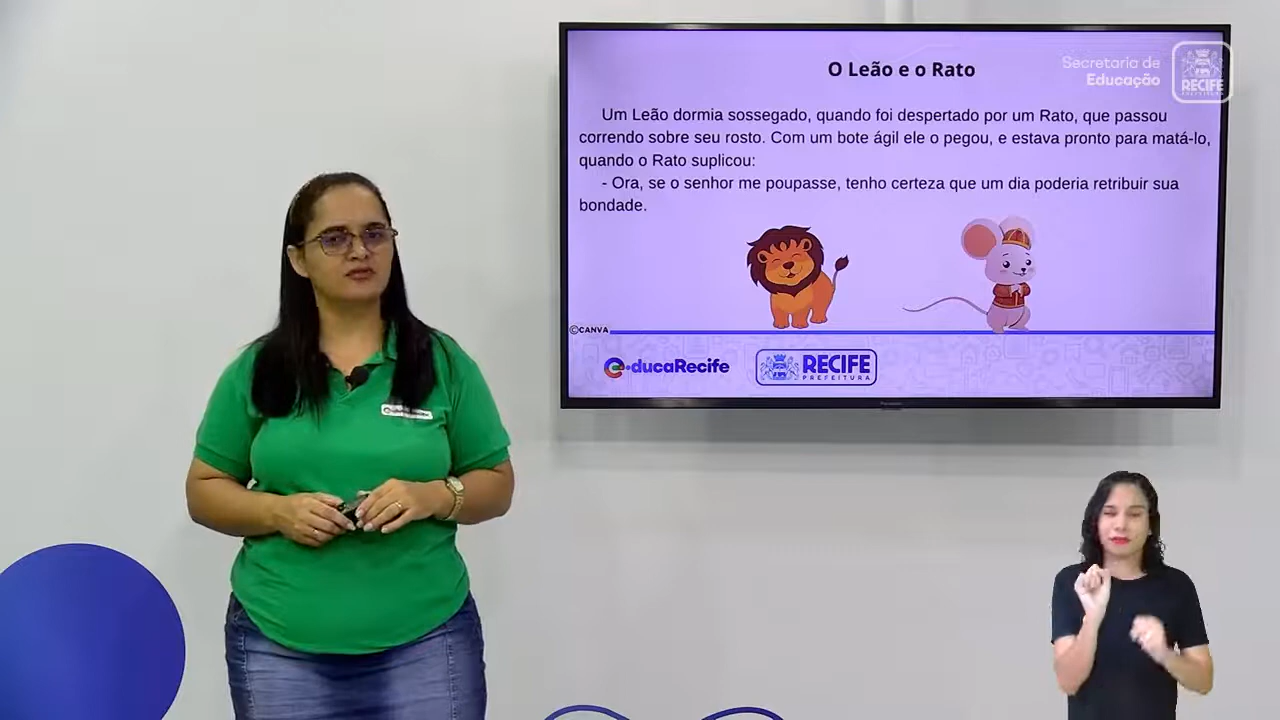 O Leão e o Rato
Secretaria de
Educação
RECIFE
Um Leão dormia sossegado, quando foi despertado por um Rato, que passou
correndo sobre seu rosto. Com um bote ágil ele o pegou, e estava pronto para matá-lo,
quando o Rato suplicou:
- Ora, se o senhor me poupasse, tenho certeza que um dia poderia retribuir sua
bondade.
©CANVA
e·ducaRecife
RECIFE
PREFEITURA